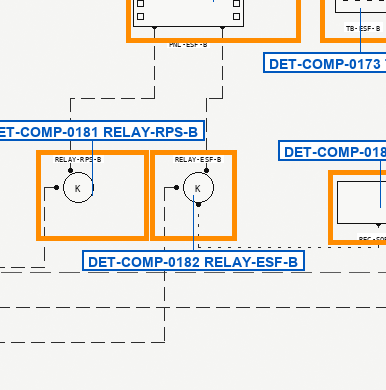 TB-ESF-B
PNL-ESF-B
DET-COMP-0173
ET-COMP-0181 RELAY-RPS-B
DET-COMP-018
RELAY-RPS-B
RELAY-ESF-B
K
K
DET-COMP-0182 RELAY-ESF-B